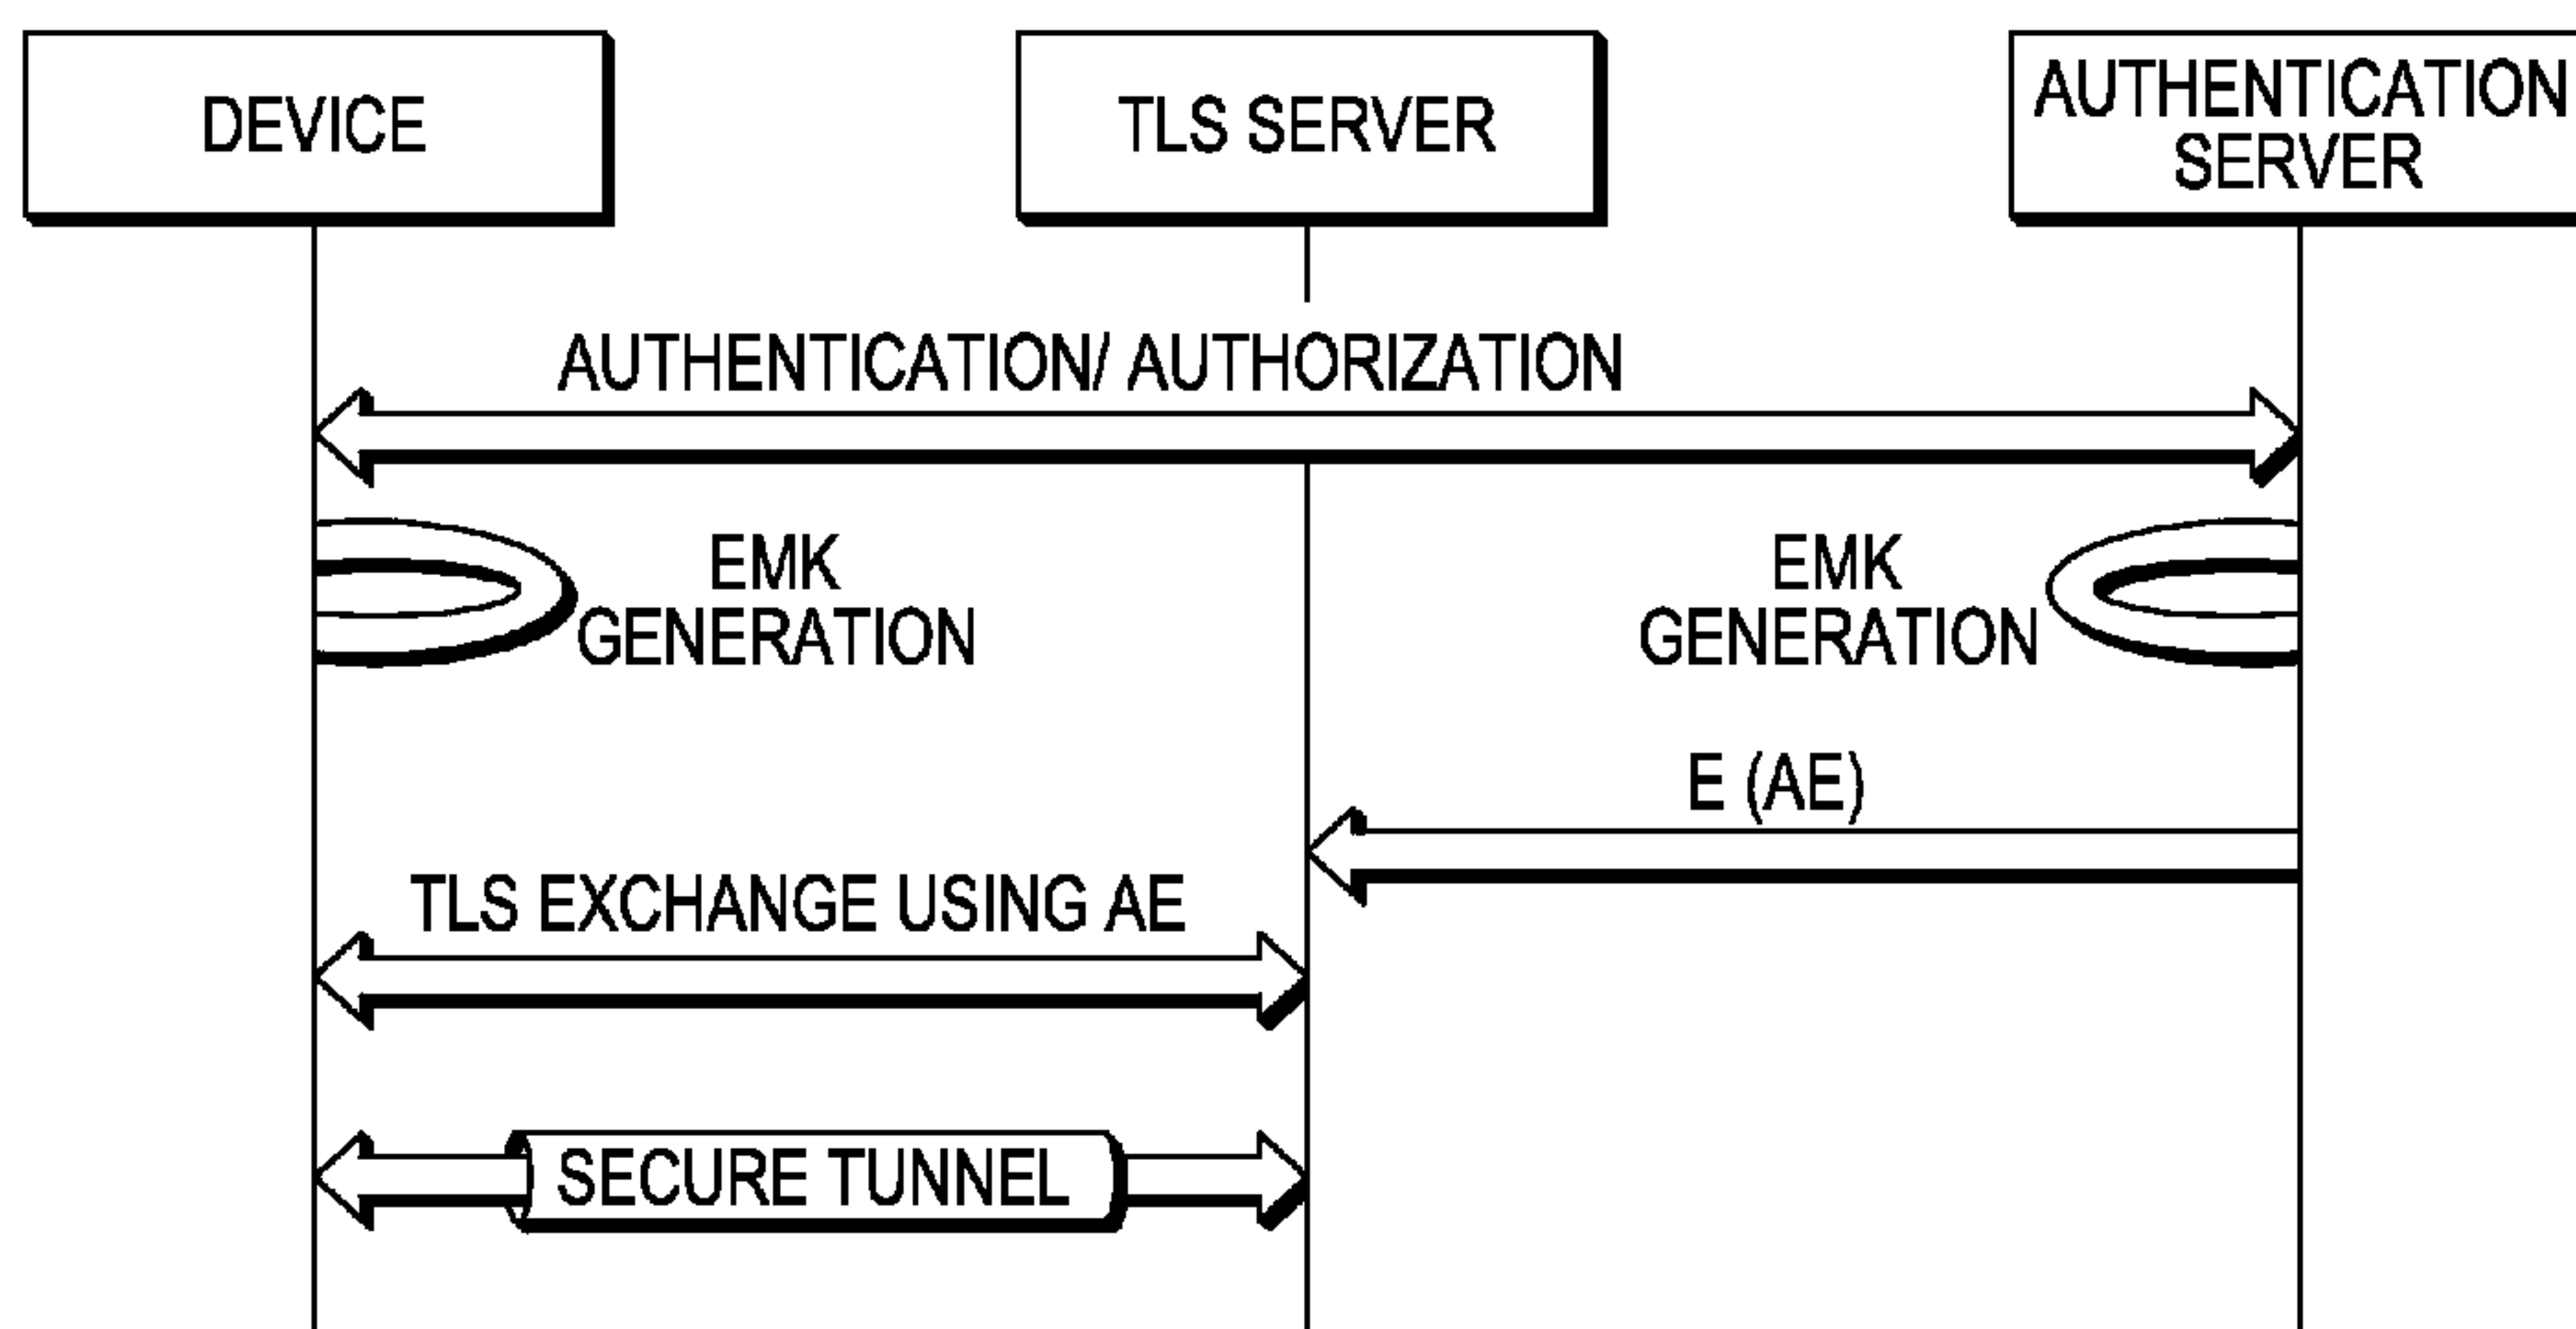 DEVICE
TLS SERVER
AUTHENTICATION
SERVER
AUTHENTICATION/ AUTHORIZATION
EMK
GENERATION
EMK
GENERATION
E (AE)
TLS EXCHANGE USING AE
SECURE TUNNEL